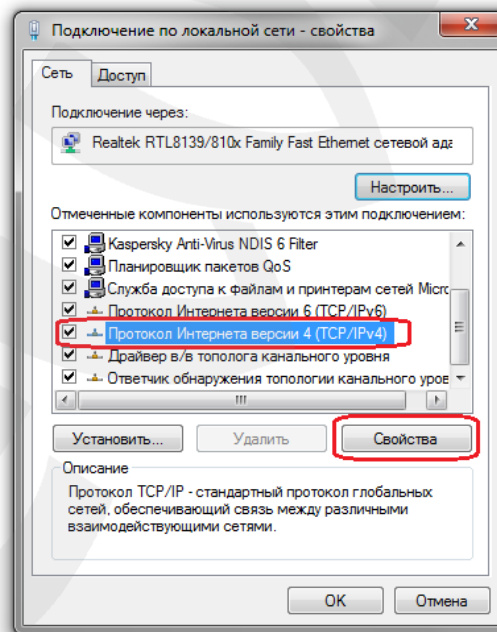 Подключение по локальной сети - свойства
Сеть
Доступ
Подключение через:
Realtek RTL8139/810x Family Fast Ethernet сетевой ада
Настроить...
Отмеченные компоненты используются этим подключением:
Kaspersky Anti-Virus NDIS 6 Filter
Планировщик пакетов QoS
Служба доступа к файлам и принтерам сетей Micro
Протокол Интернета версии 6 (TCP/IPv6)
Протокол Интернета версии 4 (TCP/IPv4)
Драйвер в/в тополога канального уровня
Ответчик обнаружения топологии канального уров
Установить...
Удалить
Свойства
Описание
Протокол TCP/IP - стандартный протокол глобальных
сетей, обеспечивающий связь между различными
взаимодействующими сетями.
OK
Отмена